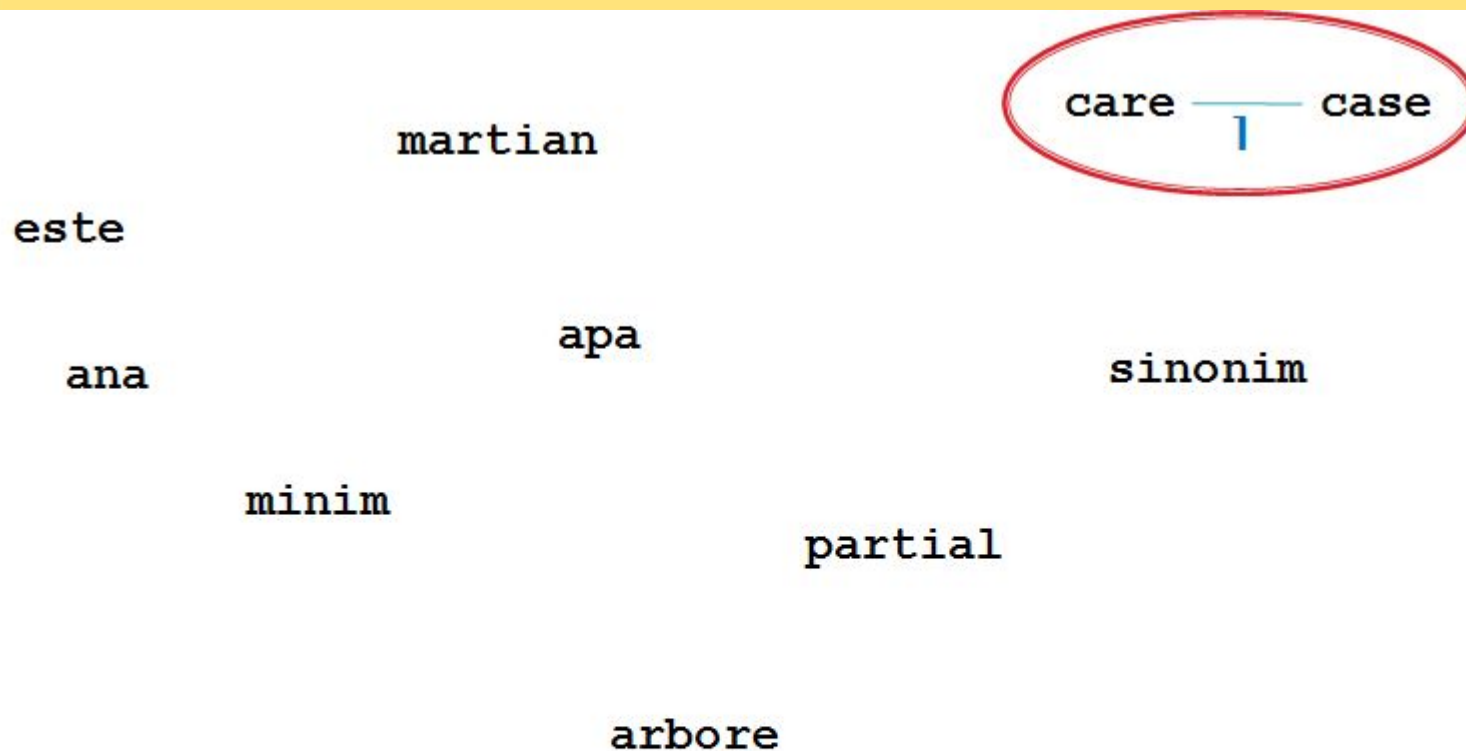 care case
1
martian
este
apa
sinonim
ana
minim
partial
arbore